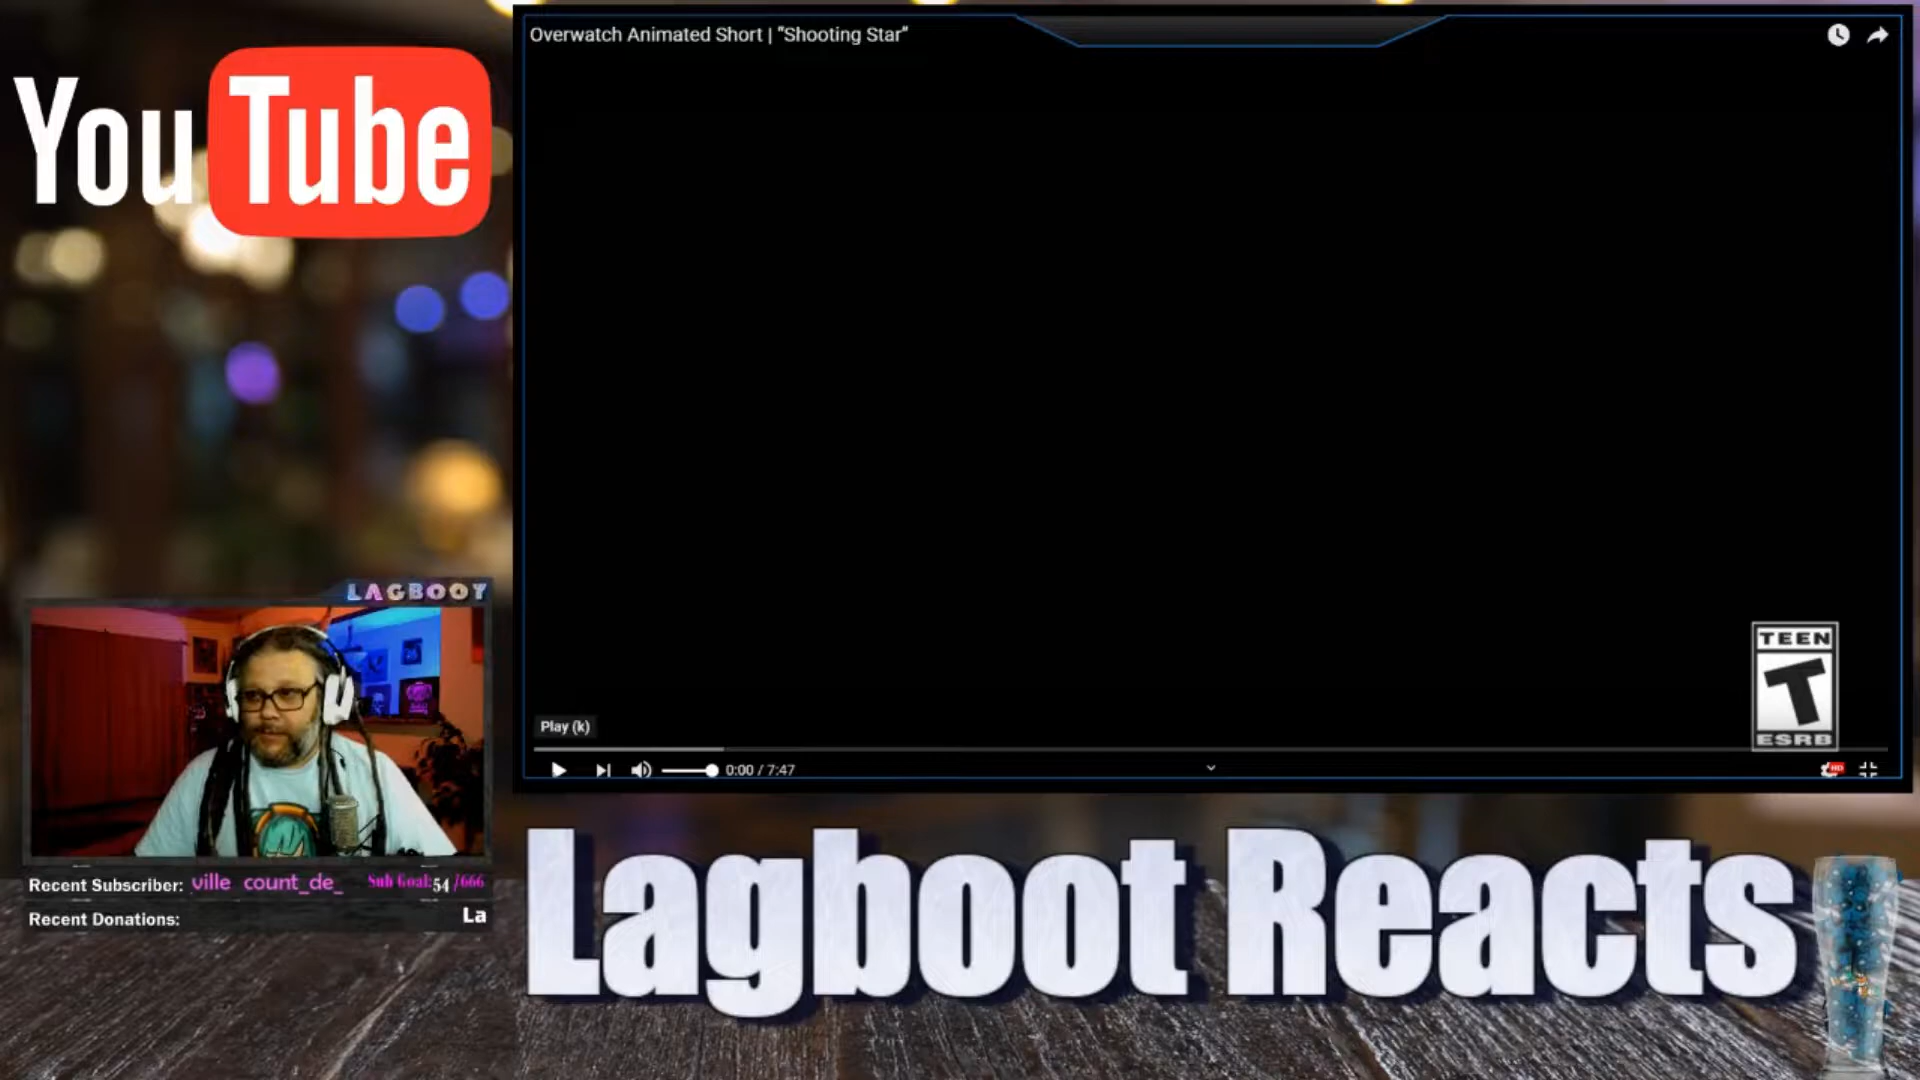 YouTube
Overwatch Animated Short | "Shooting Star"
TEEN
T
ESRB
Play (k)
0:00 / 7:47
HD
LAGBOOT
Recent Subscriber: ville count_de_
Sub Goal:54 /666
Recent Donations: La
Lagboot Reacts